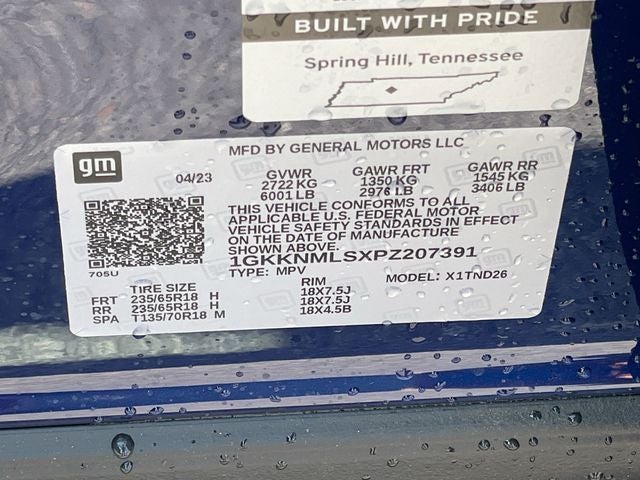 BUILT WITH PRIDE
Spring Hill, Tennessee
MFD BY GENERAL MOTORS LLC
gm
04/23
GVWR GAWR FRT GAWR RR
2722 KG 1350 KG 1545 KG
6001 LB 2976 LB 3406 LB
THIS VEHICLE CONFORMS TO ALL
APPLICABLE U.S. FEDERAL MOTOR
VEHICLE SAFETY STANDARDS IN EFFECT
ON THE DATE OF MANUFACTURE
SHOWN ABOVE.
1GKKNMLSXPZ207391
705U
TYPE: MPV MODEL: X1TND26
TIRE SIZE RIM
FRT 235/65R18 H 18X7.5J
RR 235/65R18 H 18X7.5J
SPA T135/70R18 M 18X4.5B